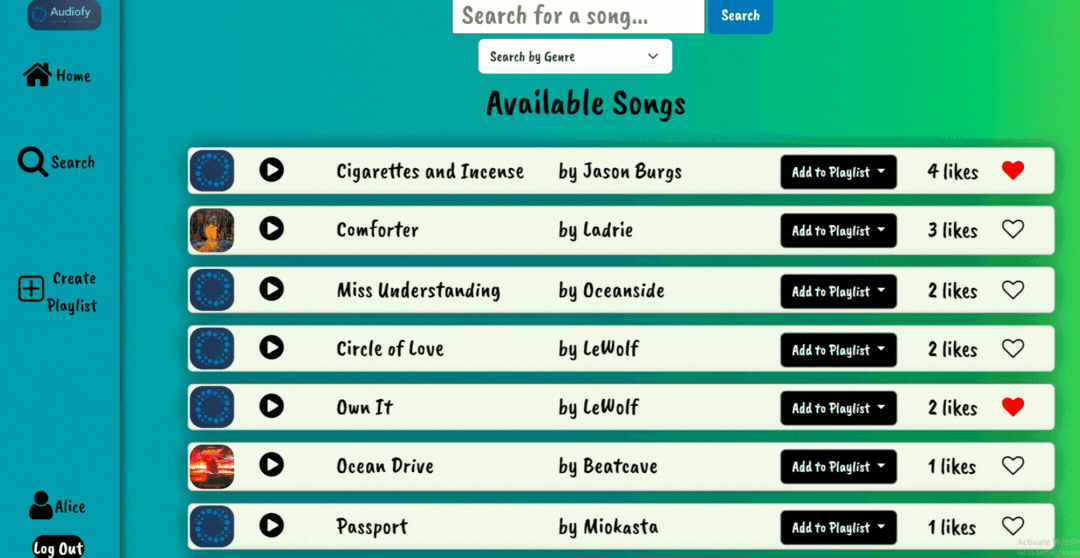 Audiofy
Home
Search
Create
Playlist
Alice
Log Out
Search for a song...
Search
Search by Genre
Available Songs
Cigarettes and Incense by Jason Burgs Add to Playlist 4 likes
Comforter by Ladrie Add to Playlist 3 likes
Miss Understanding by Oceanside Add to Playlist 2 likes
Circle of Love by LeWolf Add to Playlist 2 likes
Own It by LeWolf Add to Playlist 2 likes
Ocean Drive by Beatcave Add to Playlist 1 likes
Passport by Miokasta Add to Playlist 1 likes
Activate